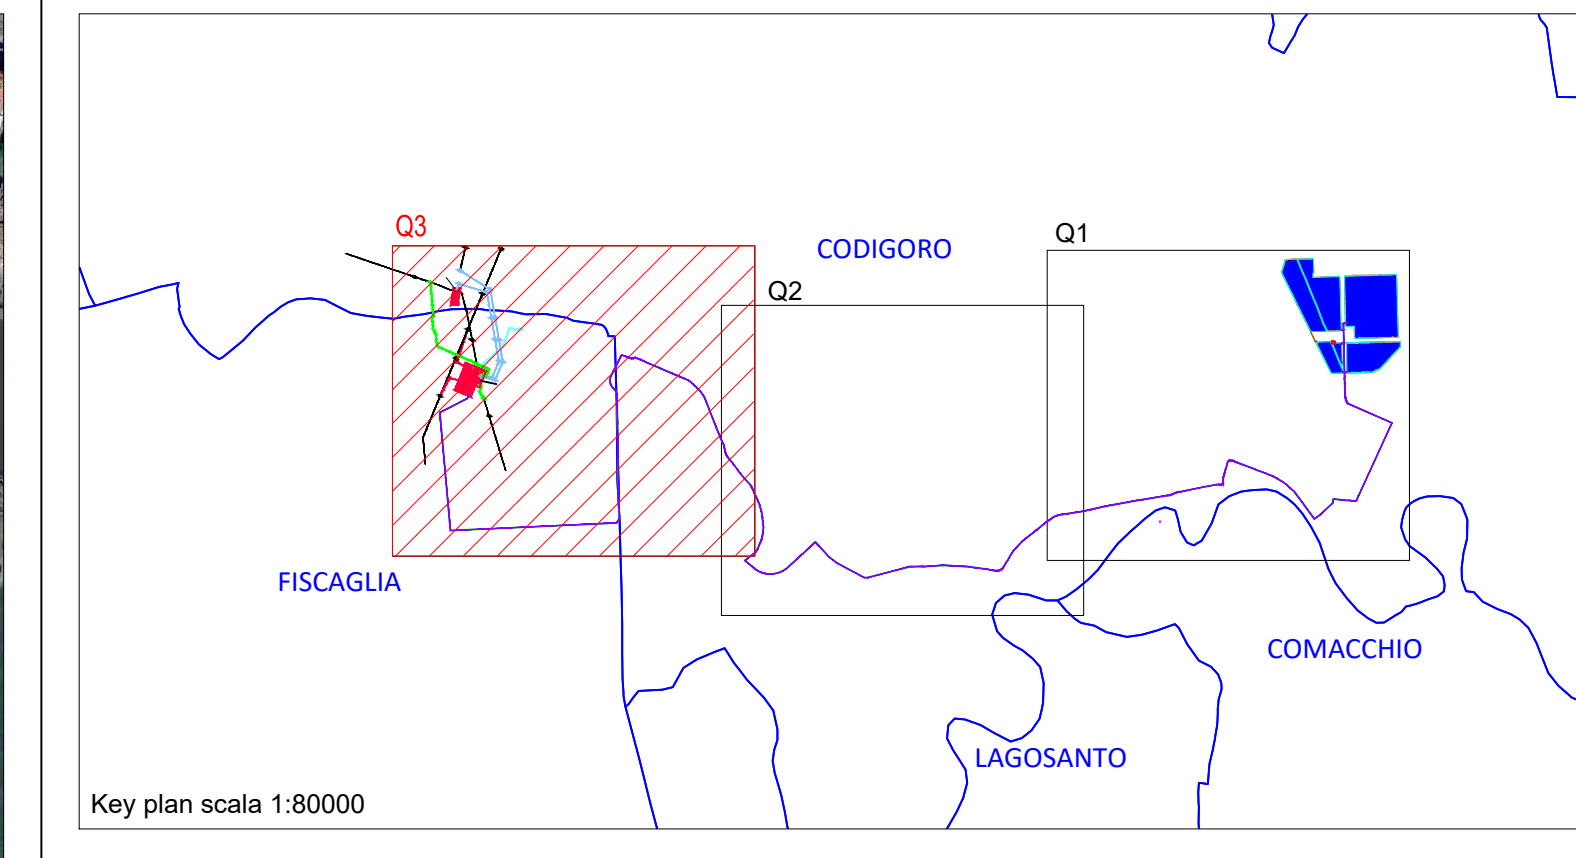 Q3
CODIGORO
Q1
Q2
FISCAGLIA
COMACCHIO
LAGOSANTO
Key plan scala 1:80000